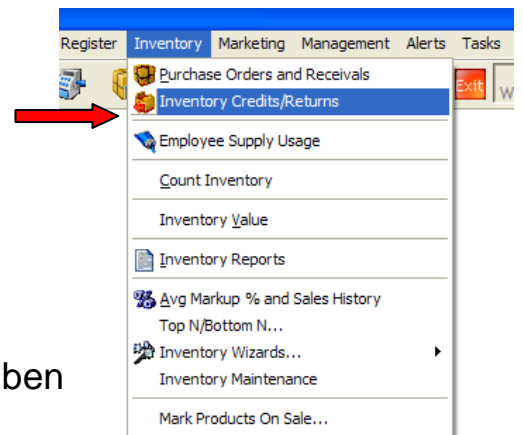 Register Inventory Marketing Management Alerts Tasks
Exit W
Purchase Orders and Receivals
Inventory Credits/Returns
Employee Supply Usage
Count Inventory
Inventory Value
Inventory Reports
Avg Markup % and Sales History
Top N/Bottom N...
Inventory Wizards...
ben
Inventory Maintenance
Mark Products On Sale...